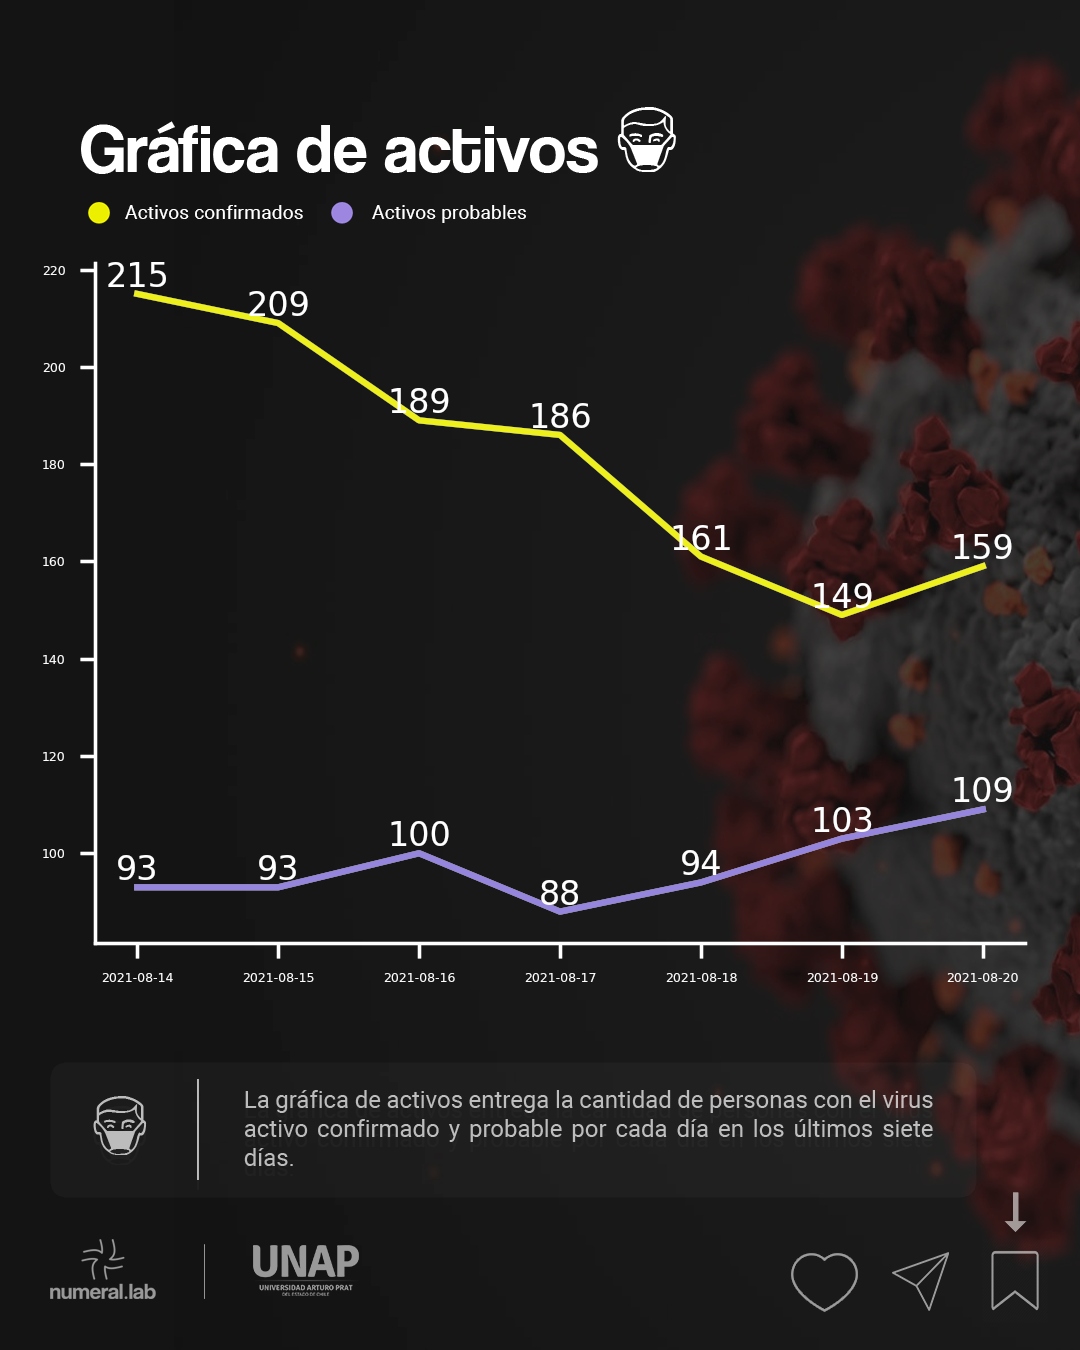 Gráfica de activos
Activos confirmados Activos probables
220
200
180
160
140
120
100
215
209
189
186
161
149
159
93
93
100
88
94
103
109
2021-08-14 2021-08-15 2021-08-16 2021-08-17 2021-08-18 2021-08-19 2021-08-20
La gráfica de activos entrega la cantidad de personas con el virus
activo confirmado y probable por cada día en los últimos siete
días.
numeral.lab
UNAP
UNIVERSIDAD ARTURO PRAT
DEL ESTADO DE CHILE